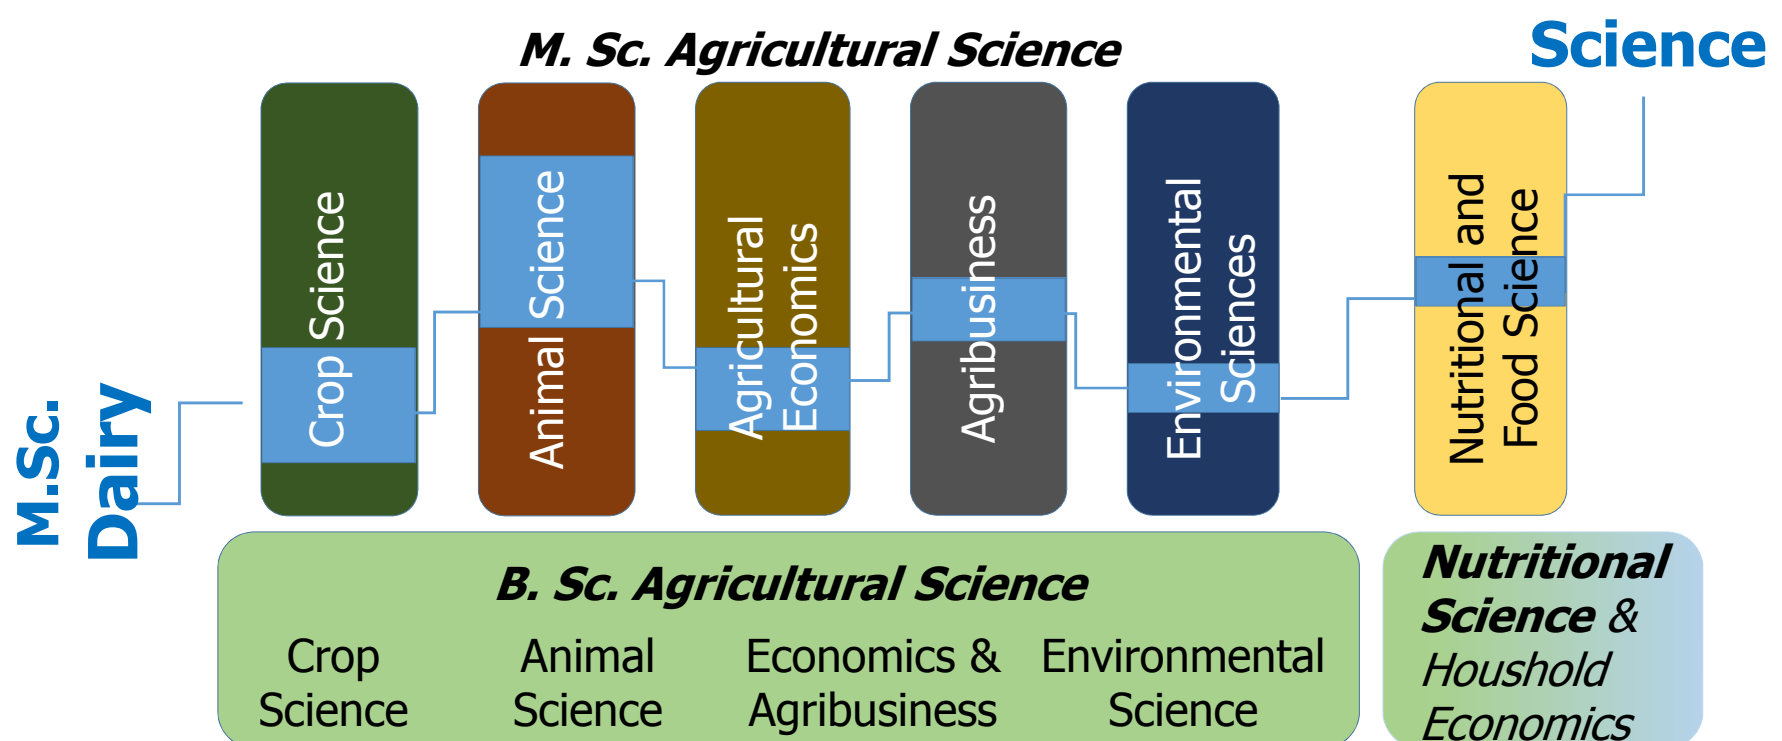 M. Sc. Agricultural Science
Science
M.Sc.
Dairy
Crop Science
Animal Science
Agricultural
Economics
Agribusiness
Environmental
Sciences
Nutritional and
Food Science
B. Sc. Agricultural Science
Crop
Science
Animal
Science
Economics &
Agribusiness
Environmental
Science
Nutritional
Science &
Houshold
Economics